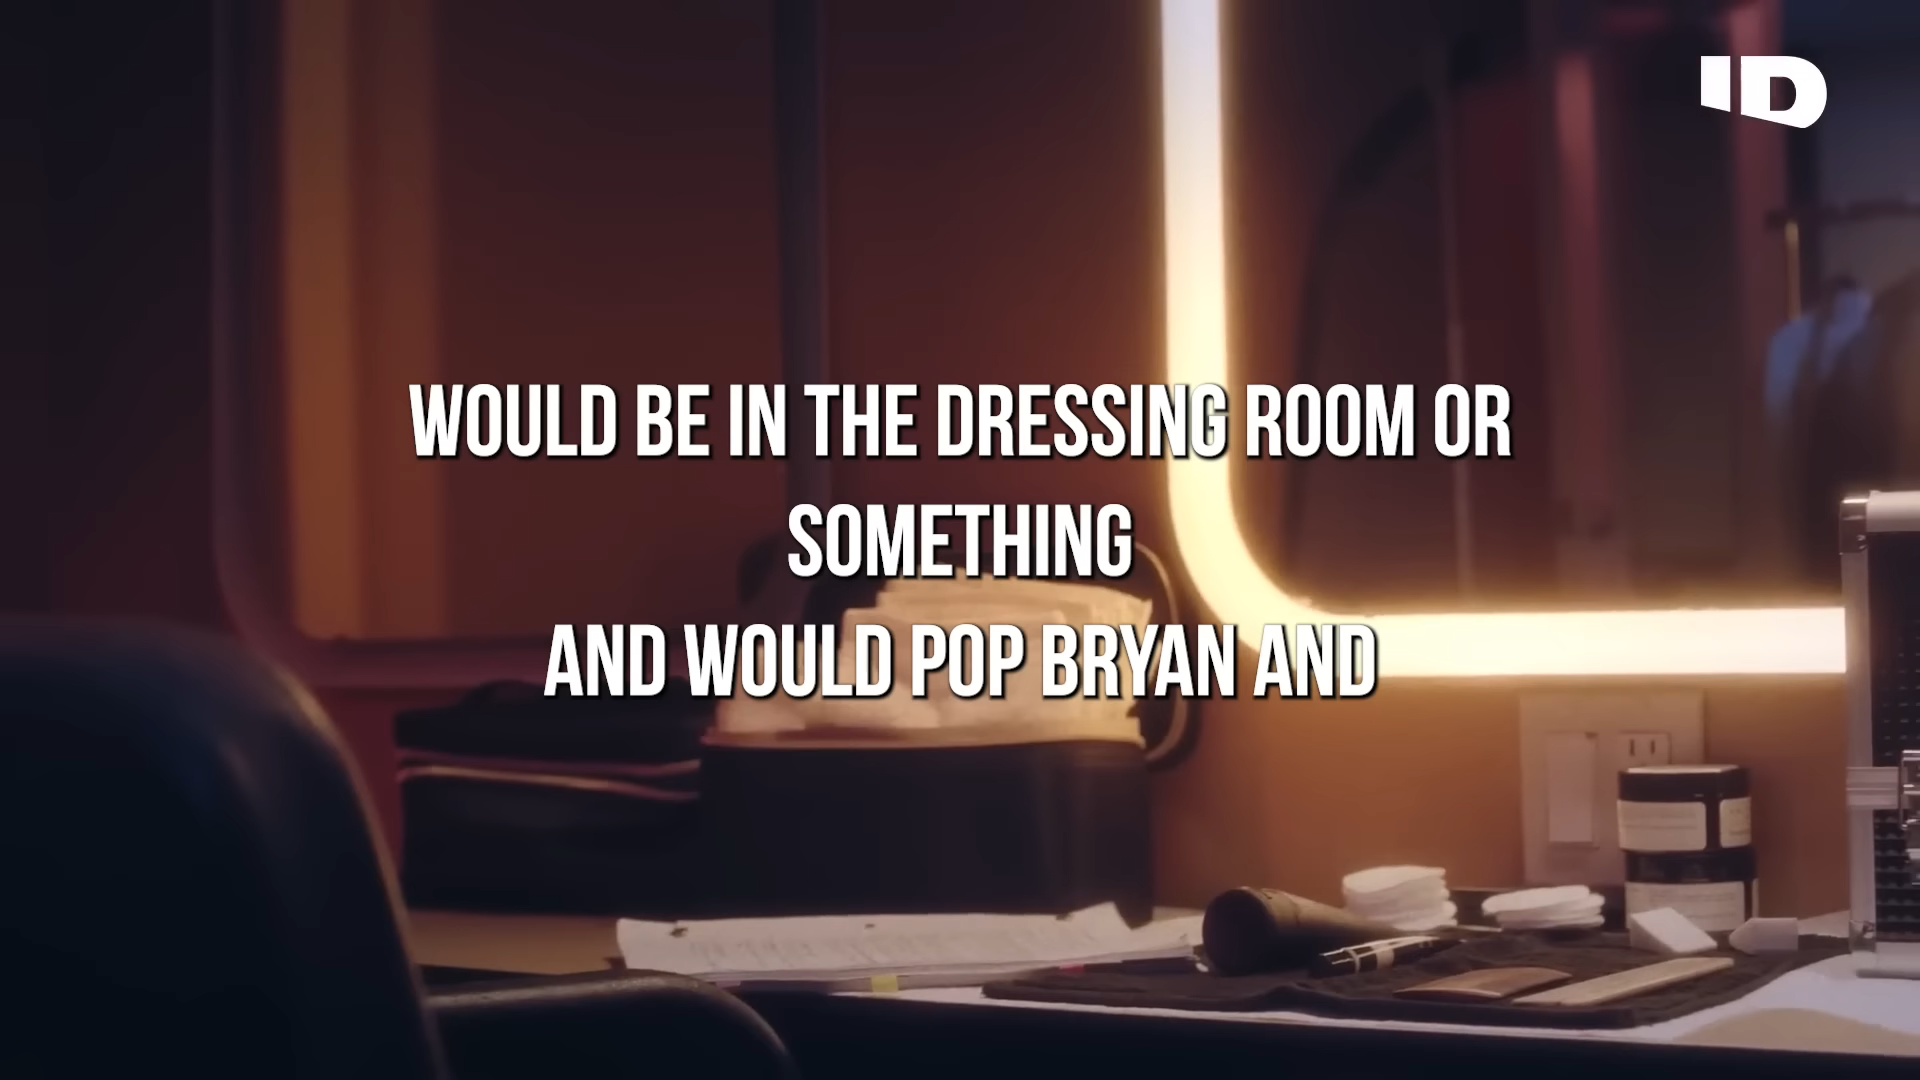 ID
WOULD BE IN THE DRESSING ROOM OR
SOMETHING
AND WOULD POP BRYAN AND